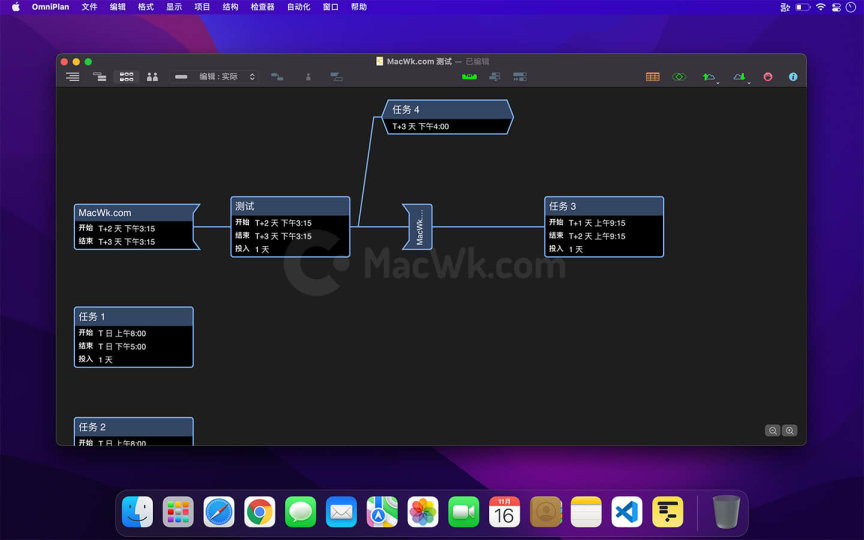 OmniPlan 文件 编辑 格式 显示 项目 结构 检查器 自动化 窗口 帮助
MacWk.com 测试 — 已编辑
编辑：实际
任务 4
T+3 天 下午4:00
MacWk.com
开始 T+2 天 下午3:15
结束 T+3 天 下午3:15
测试
开始 T+2 天 下午3:15
结束 T+3 天 下午3:15
投入 1 天
MacWk...
任务 3
开始 T+1 天 上午9:15
结束 T+2 天 上午9:15
投入 1 天
MacWk.com
任务 1
开始 T 日 上午8:00
结束 T 日 下午5:00
投入 1 天
任务 2
开始 T 日 上午8:00
11月
16